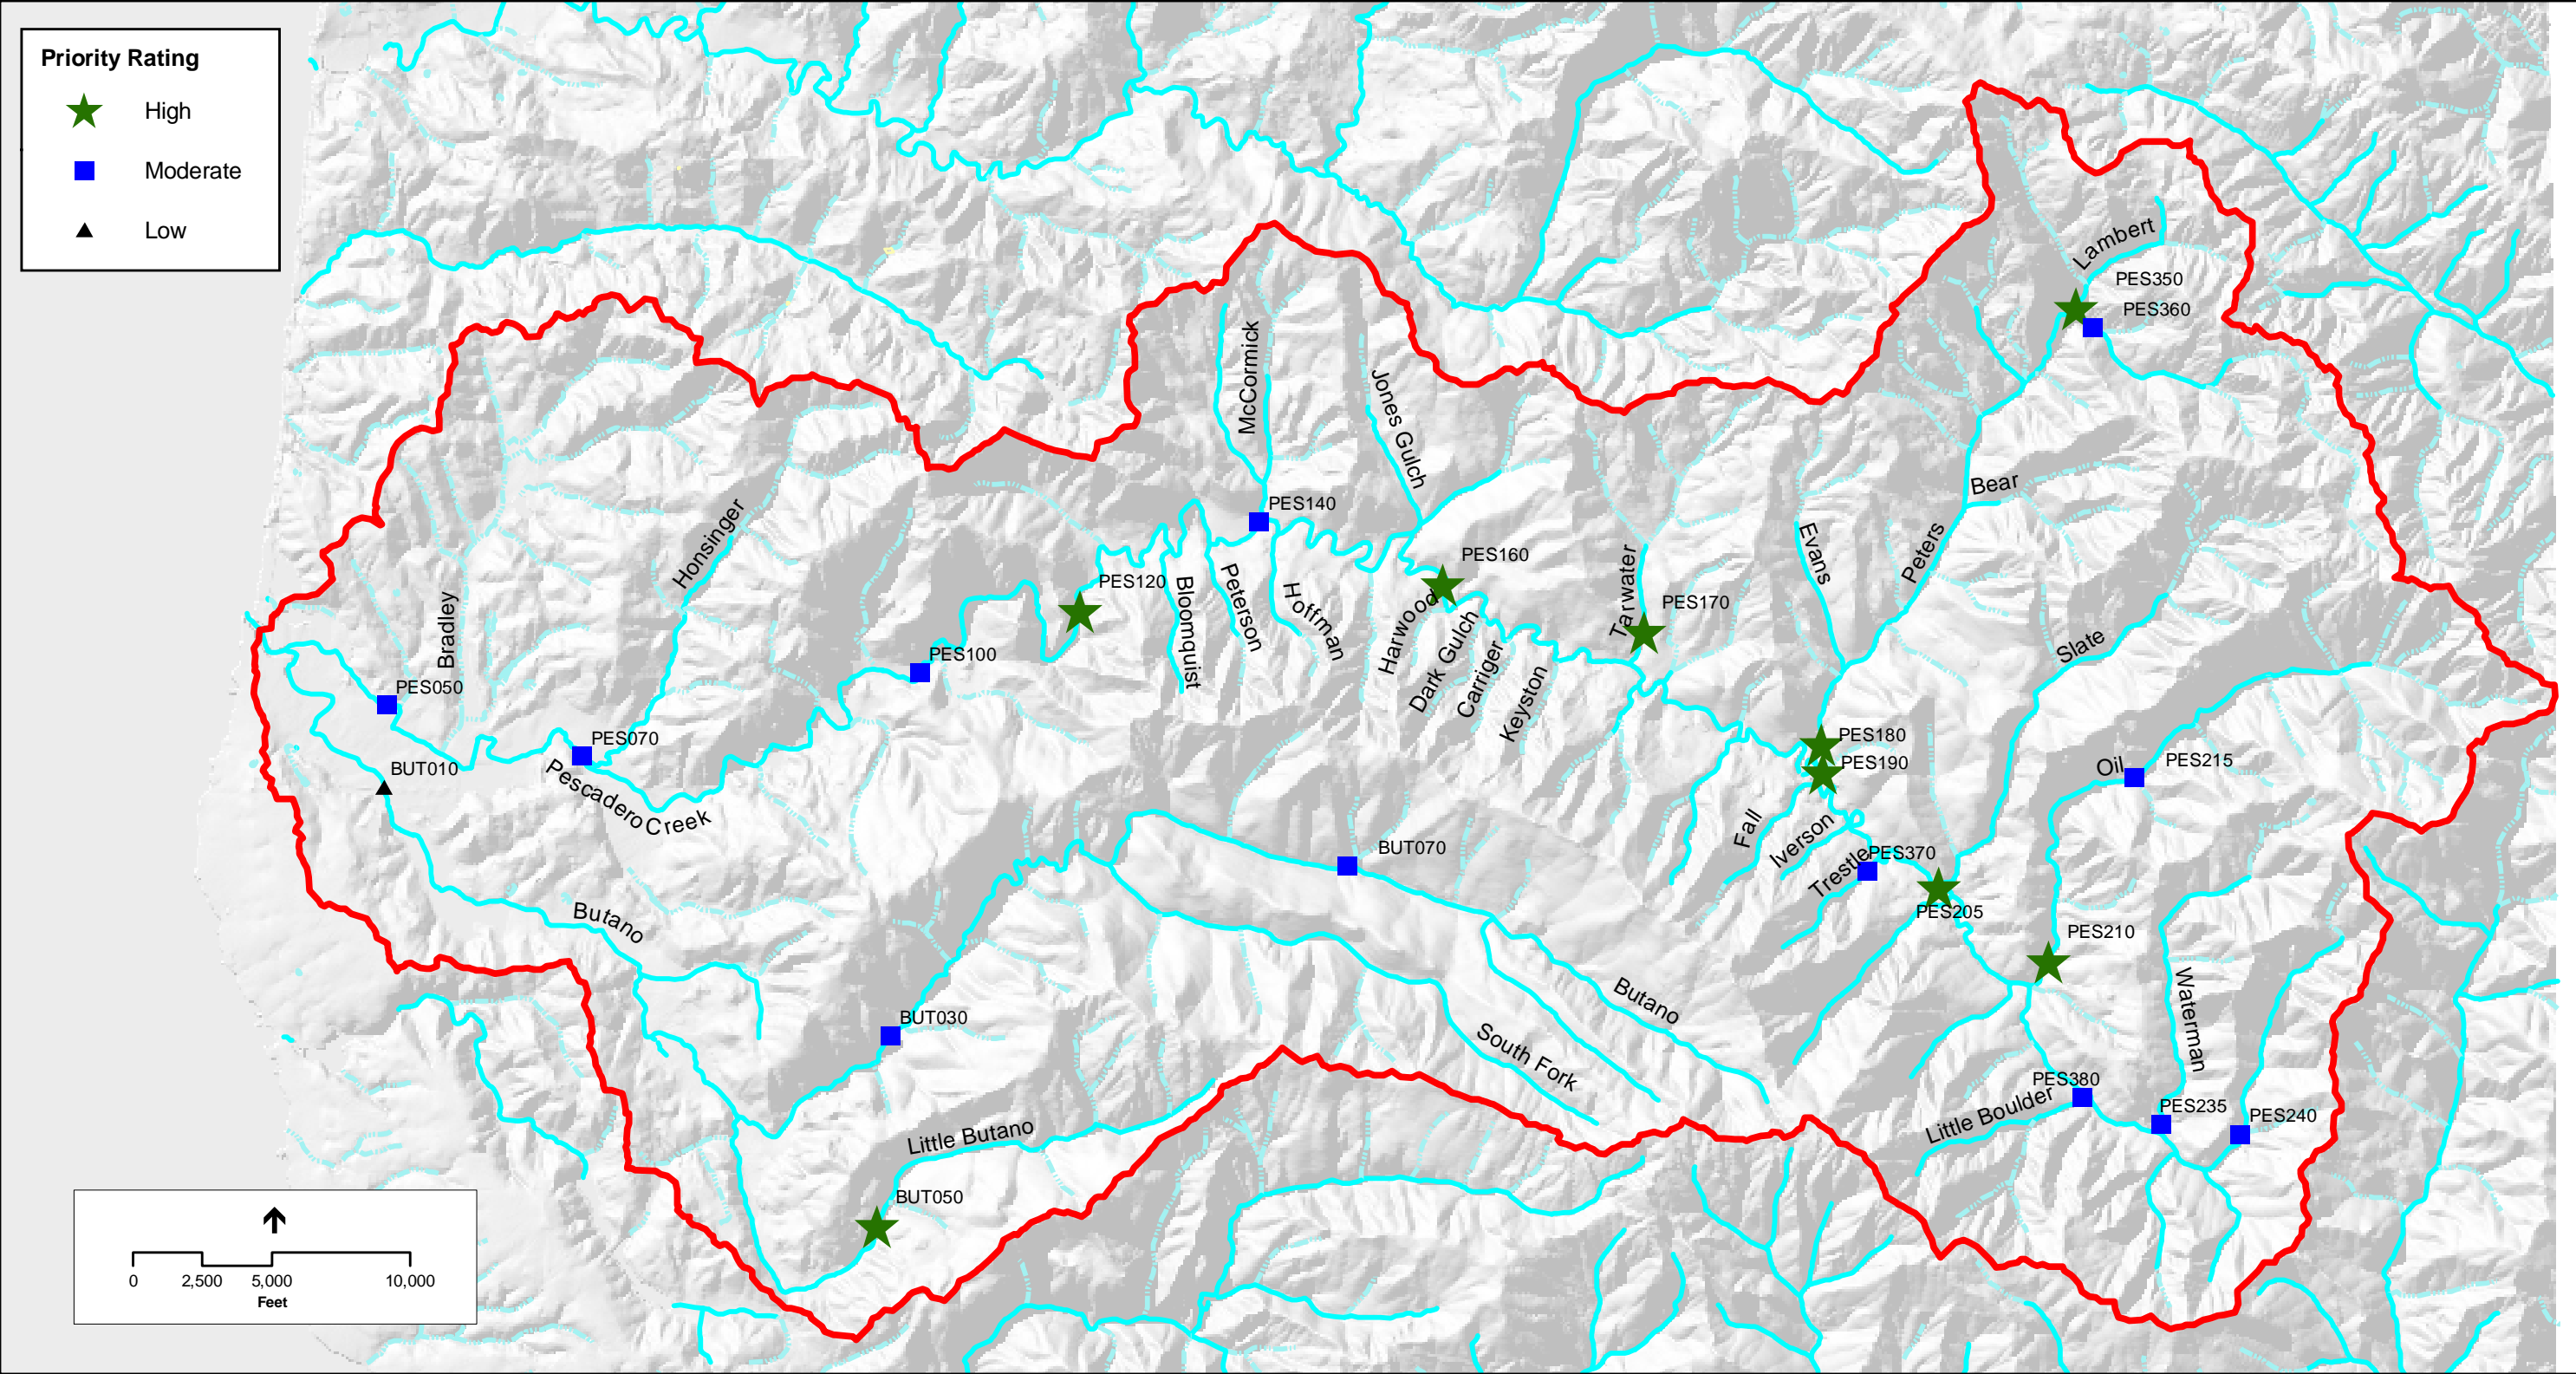 Priority Rating
High
Moderate
Low
Lambert
PES350
PES360
McCormick
Jones Gulch
Bear
PES140
Honsinger
Evans
Peters
PES160
PES120
Bloomquist
Peterson
Hoffman
Harwood
Dark Gulch
Carriger
Keyston
Tarwater
PES170
Bradley
Slate
PES100
PES050
PES070
PES180
PES190
Oil
PES215
BUT010
Pescadero Creek
Fall
Iverson
Trestle
PES370
BUT070
PES205
Butano
PES210
Waterman
Butano
BUT030
South Fork
PES380
Little Boulder
PES235
PES240
Little Butano
BUT050
0
2,500
5,000
10,000
Feet